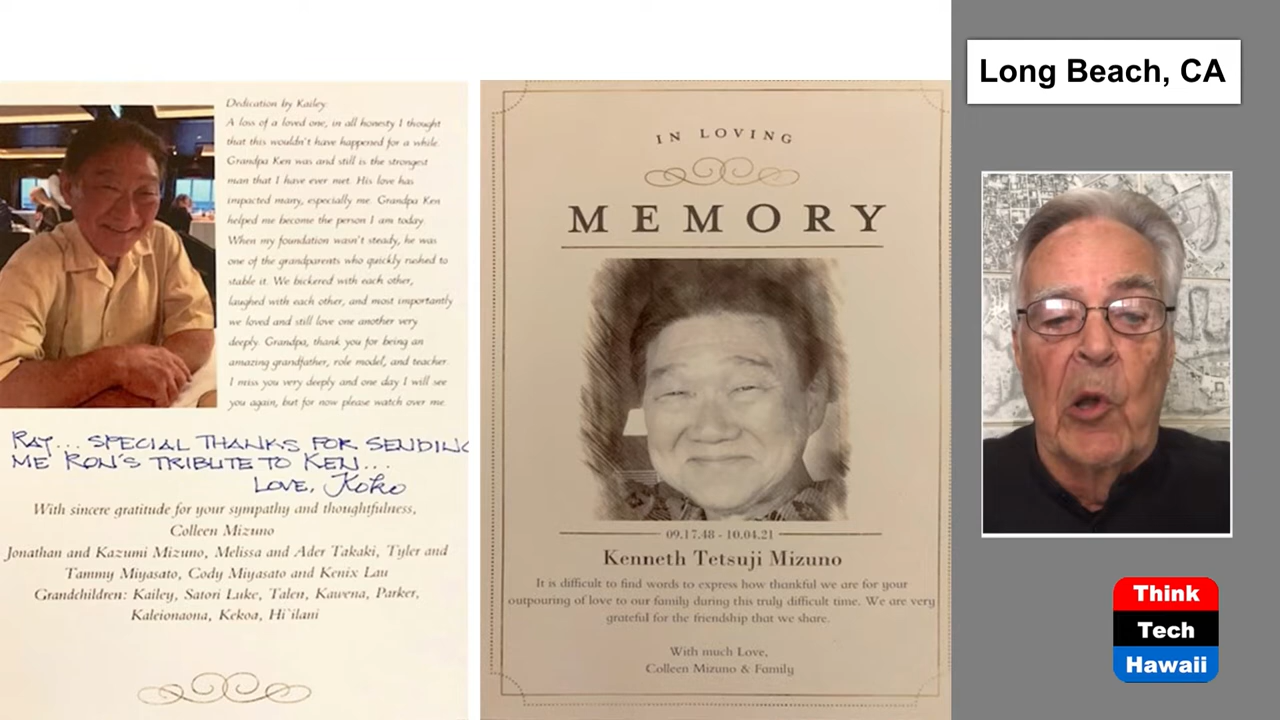 Dedication by Kailey
A loss of a loved one, in all honesty I thought
that this wouldn't have happened for a while.
Grandpa Ken was and still is the strongest
man that I have ever met. His love has
impacted many, especially me. Grandpa Ken
helped me become the person I am today.
When my foundation wasn't steady, he was
one of the grandparents who quickly rushed to
stable it. We bickered with each other,
laughed with each other, and most importantly
we loved and still love one another very
deeply. Grandpa, thank you for being an
amazing grandfather, role model, and teacher.
I miss you very deeply and one day I will see
you again, but for now please watch over me.
RAY... SPECIAL THANKS FOR SENDING
ME RON'S TRIBUTE TO KEN...
LOVE, Koko
With sincere gratitude for your sympathy and thoughtfulness,
Colleen Mizuno
Jonathan and Kazumi Mizuno, Melissa and Ader Takaki, Tyler and
Tammy Miyasato, Cody Miyasato and Kenix Lau
Grandchildren: Kailey, Satori Luke, Talen, Kawena, Parker,
Kaleionaona, Kekoa, Hi`ilani
IN LOVING
MEMORY
09.17.48 - 10.04.21
Kenneth Tetsuji Mizuno
It is difficult to find words to express how thankful we are for your
outpouring of love to our family during this truly difficult time. We are very
grateful for the friendship that we share.
With much Love,
Colleen Mizuno & Family
Long Beach, CA
Think
Tech
Hawaii